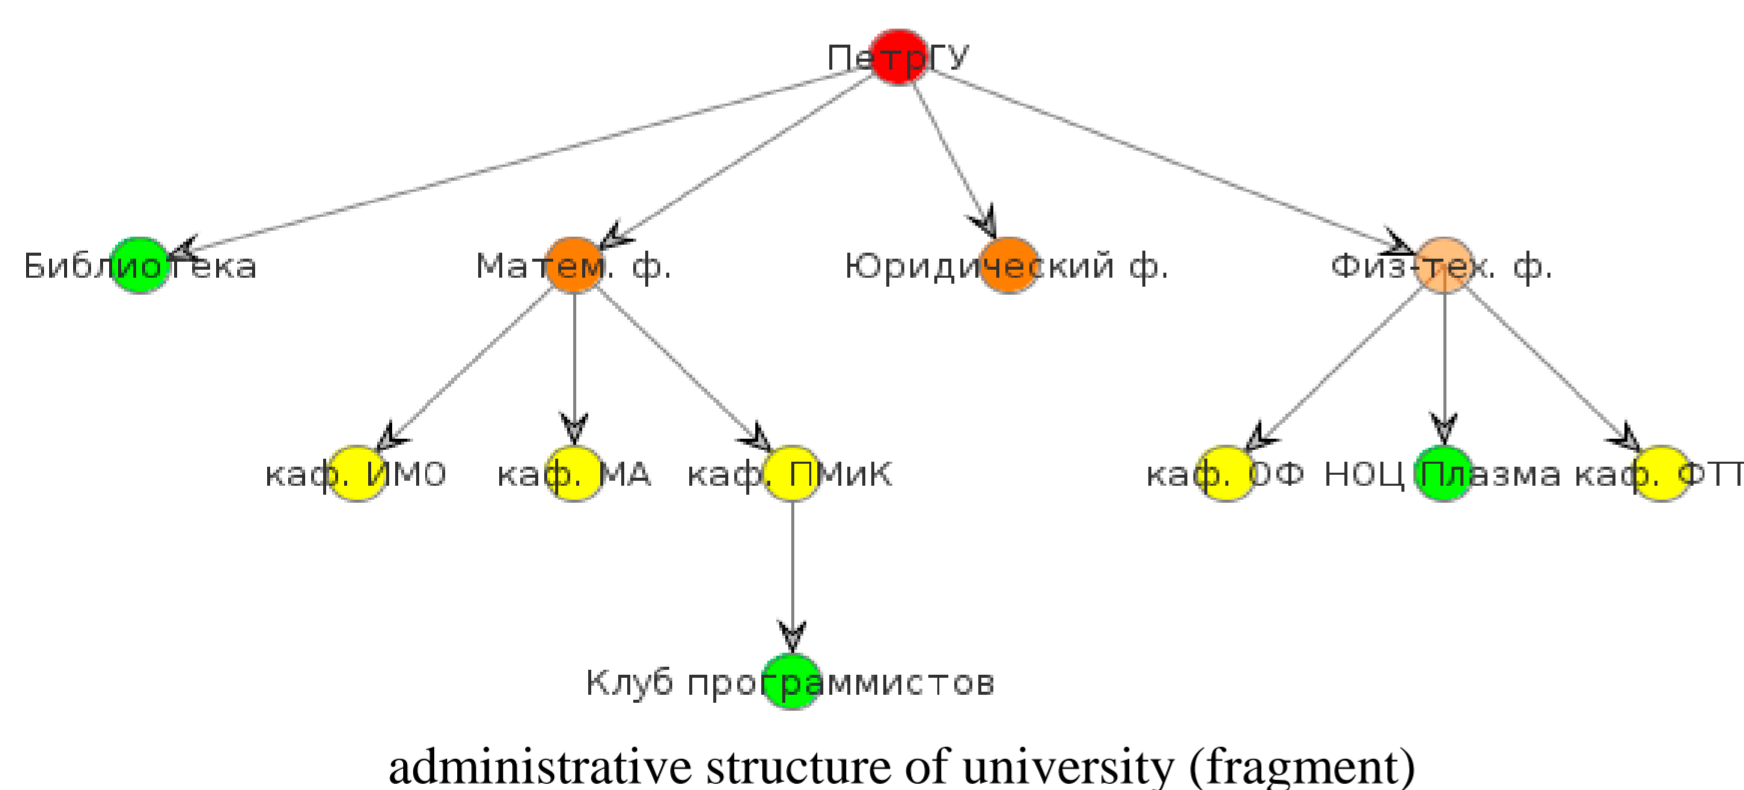 ПетрГУ
Библиотека
Матем. ф.
Юридический ф.
Физ-тех. ф.
каф. ИМО
каф. МА
каф. ПМиК
каф. ОФ
НОЦ Плазма
каф. ФТТ
Клуб программистов
administrative structure of university (fragment)